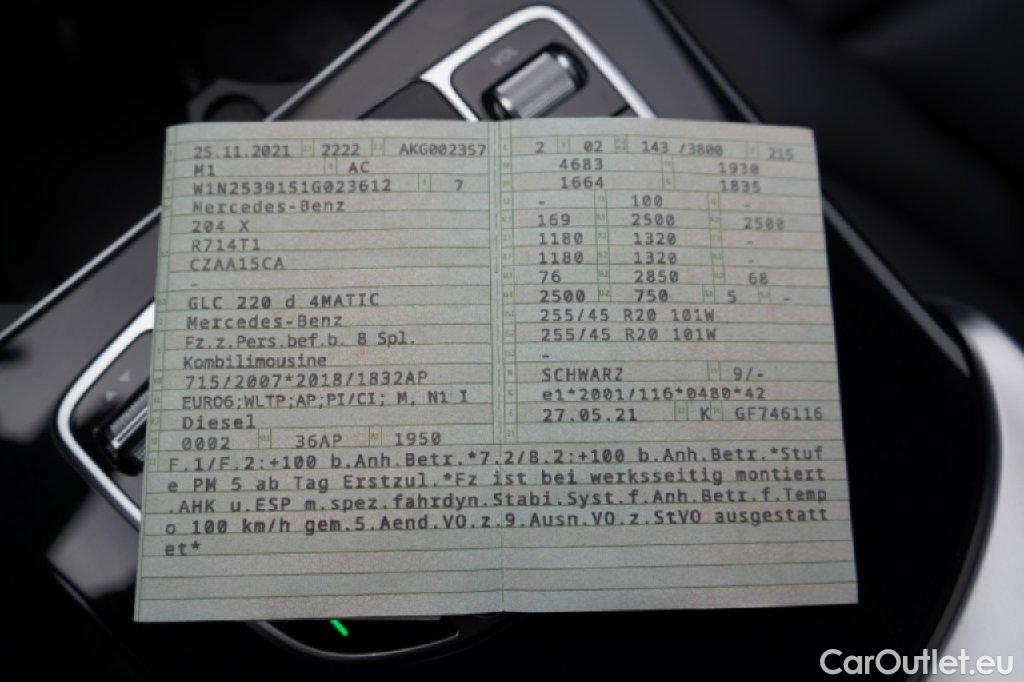 VOL
25.11.2021 2222 AKG002357
M1 AC
W1N2539151G023612 7
Mercedes-Benz
204 X
R714T1
CZAA15CA
-
GLC 220 d 4MATIC
Mercedes-Benz
Fz.z.Pers.bef.b. 8 Spl.
Kombilimousine
715/2007*2018/1832AP
EURO6;WLTP;AP;PI/CI; M, N1 I
Diesel
0002 36AP 1950
2 02 143 /3800 215
4683 1930
1664 1835
- 100 -
169 2500 2500
1180 1320 -
1180 1320 -
76 2850 68
2500 750 5 -
255/45 R20 101W
255/45 R20 101W
-
SCHWARZ 9/-
e1*2001/116*0480*42
27.05.21 K GF746116
F.1/F.2:+100 b.Anh.Betr.*7.2/8.2:+100 b.Anh.Betr.*Stuf
e PM 5 ab Tag Erstzul.*Fz ist bei werksseitig montiert
.AHK u.ESP m.spez.fahrdyn.Stabi.Syst.f.Anh.Betr.f.Temp
o 100 km/h gem.5.Aend.VO.z.9.Ausn.VO.z.StVO ausgestatt
et*
CarOutlet.eu